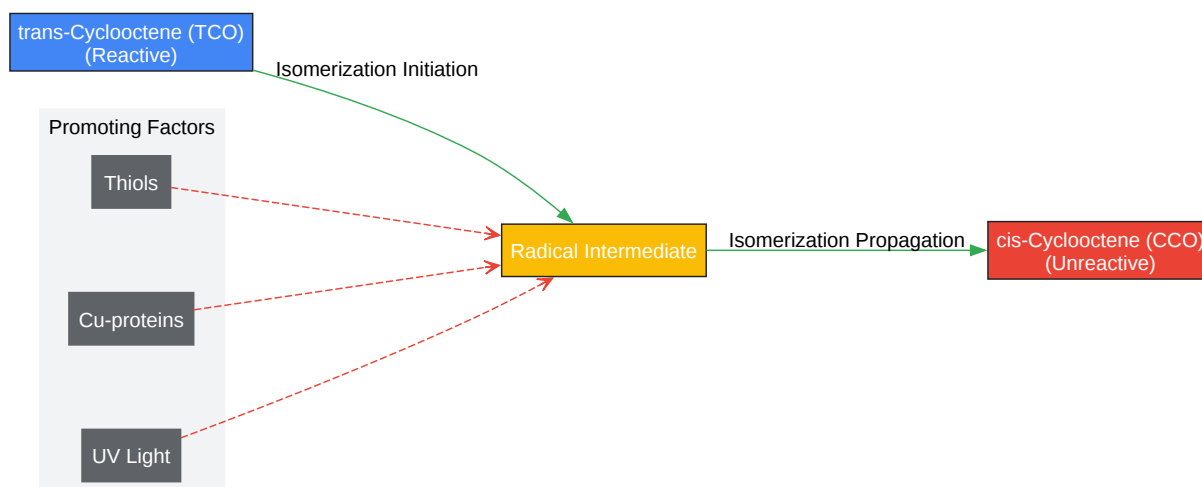 trans-Cyclooctene (TCO)
(Reactive)
Isomerization Initiation
Promoting Factors
Thiols
Cu-proteins
UV Light
Radical Intermediate
Isomerization Propagation
cis-Cyclooctene (CCO)
(Unreactive)